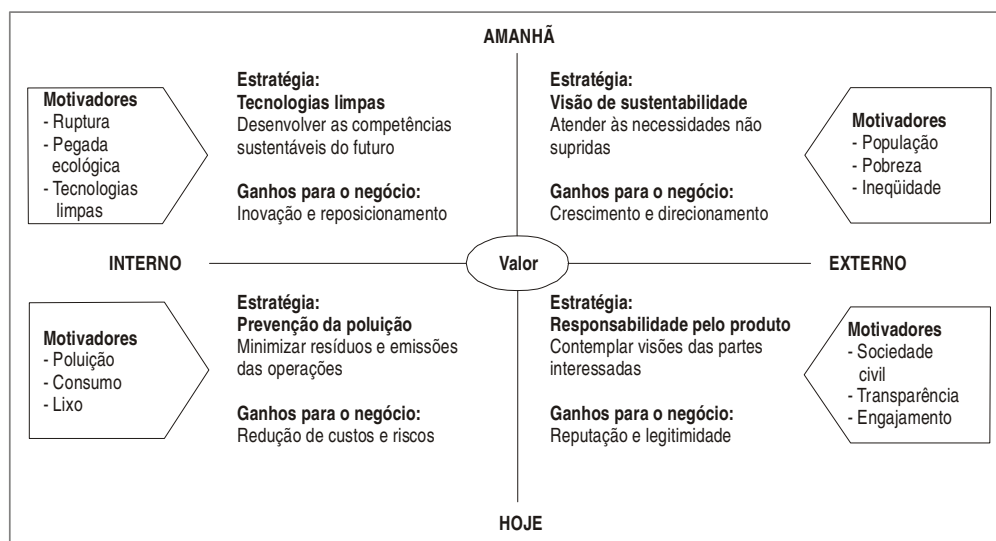 AMANHÃ
Motivadores
- Ruptura
- Pegada
ecológica
- Tecnologias
limpas
Estratégia:
Tecnologias limpas
Desenvolver as competências
sustentáveis do futuro
Ganhos para o negócio:
Inovação e reposicionamento
Estratégia:
Visão de sustentabilidade
Atender às necessidades não
supridas
Ganhos para o negócio:
Crescimento e direcionamento
Motivadores
- População
- Pobreza
- Ineqüidade
INTERNO
Valor
EXTERNO
Motivadores
- Poluição
- Consumo
- Lixo
Estratégia:
Prevenção da poluição
Minimizar resíduos e emissões
das operações
Ganhos para o negócio:
Redução de custos e riscos
Estratégia:
Responsabilidade pelo produto
Contemplar visões das partes
interessadas
Ganhos para o negócio:
Reputação e legitimidade
Motivadores
- Sociedade
civil
- Transparência
- Engajamento
HOJE